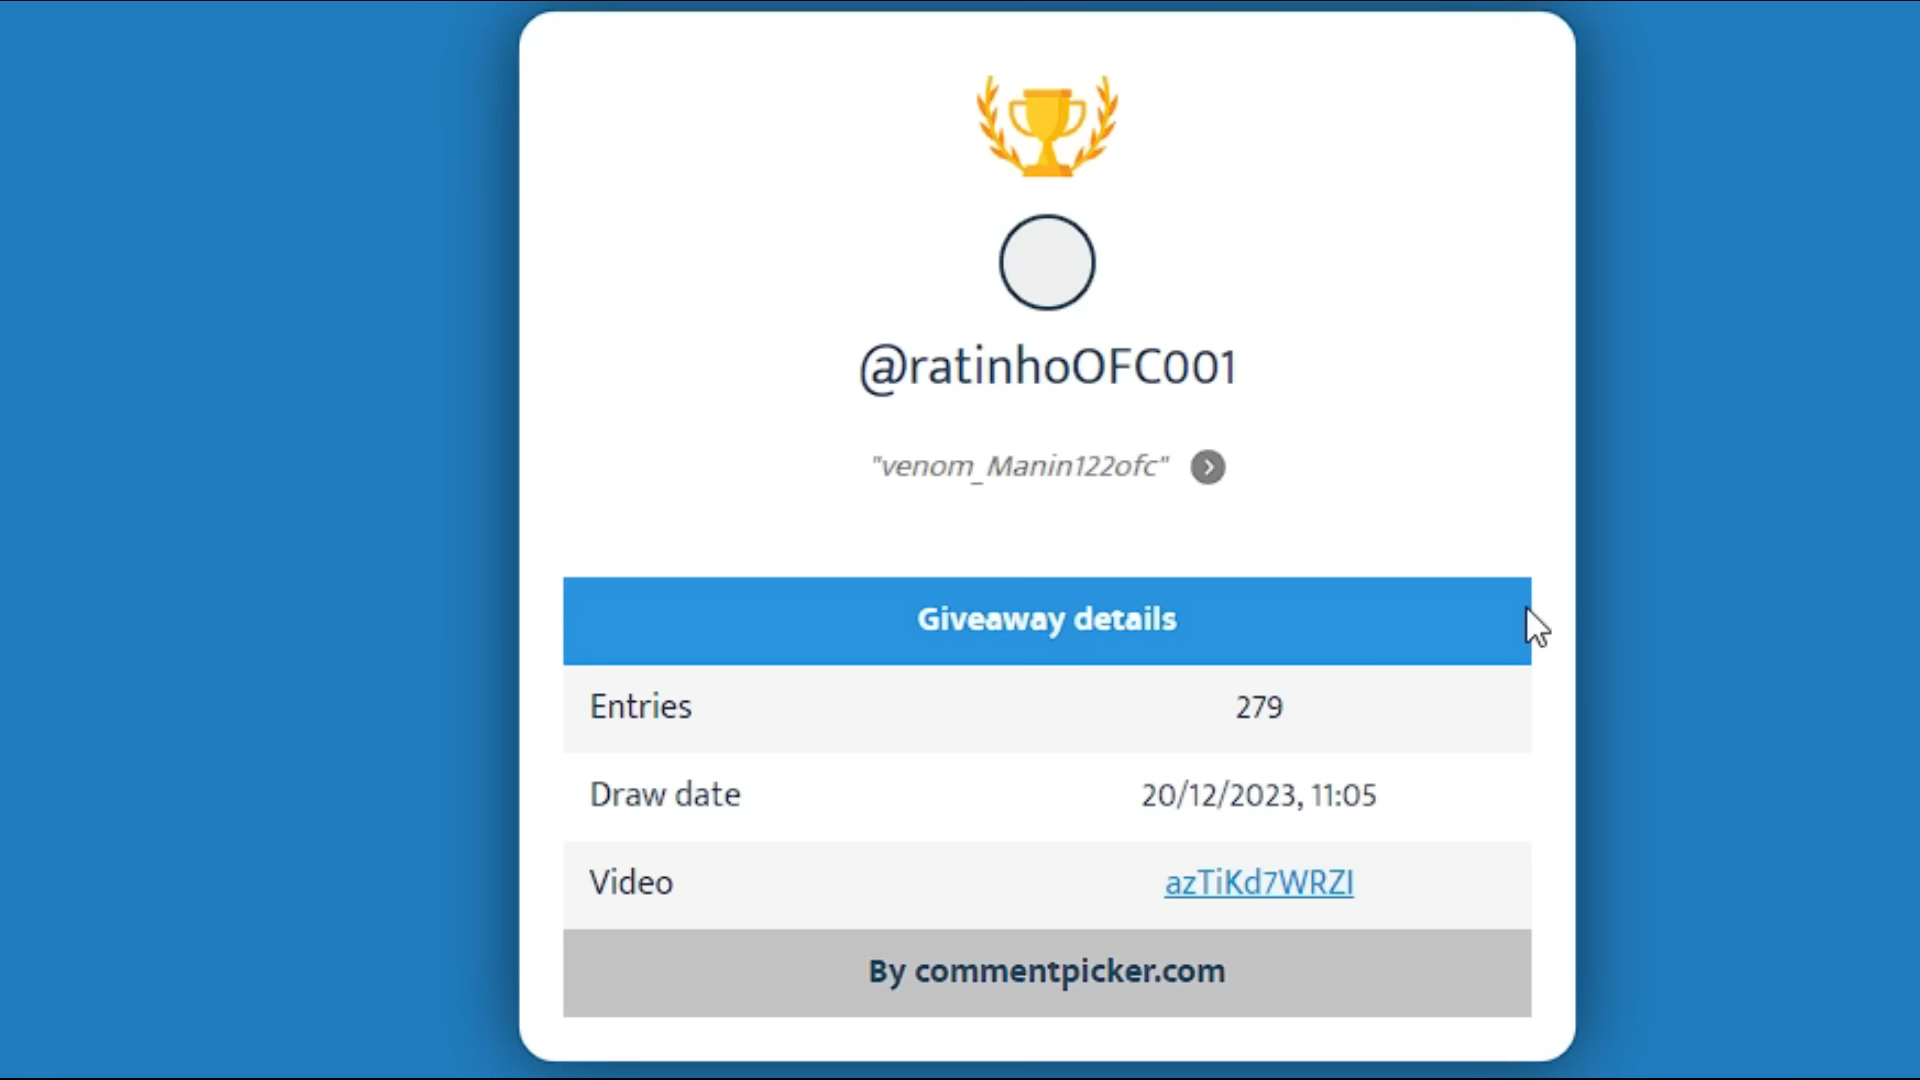 @ratinhoOFC001
"venom_Manin122ofc"
Giveaway details
Entries 279
Draw date 20/12/2023, 11:05
Video azTiKd7WRZI
By commentpicker.com